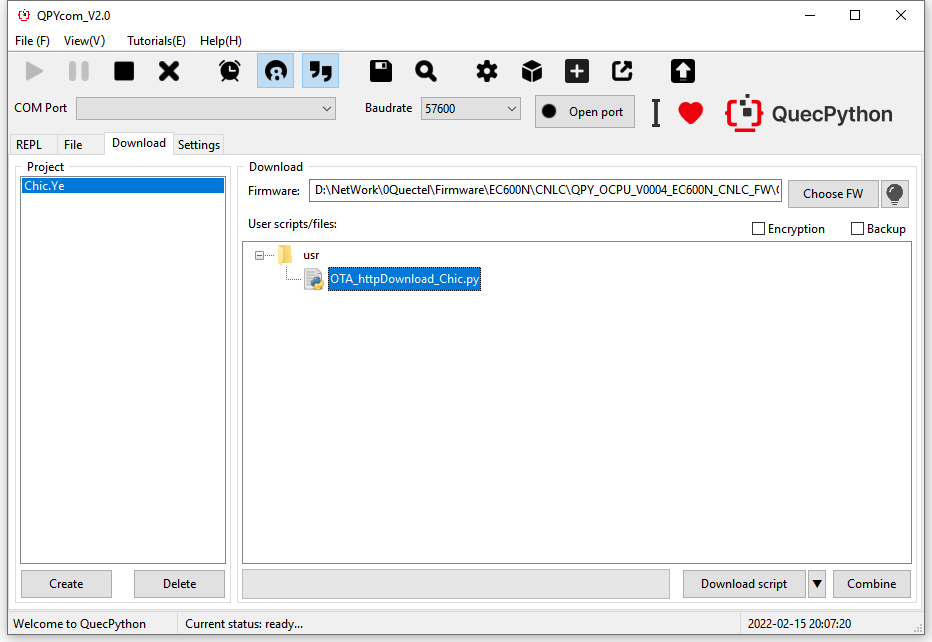 QPYcom_V2.0
File (F) View(V) Tutorials(E) Help(H)
COM Port Baudrate 57600 Open port QuecPython
REPL File Download Settings
Project Download
Chic.Ye
Firmware: D:\NetWork\0Quectel\Firmware\EC600N\CNLC\QPY_OCPU_V0004_EC600N_CNLC_FW\ Choose FW
User scripts/files: Encryption Backup
usr
OTA_httpDownload_Chic.py
Create Delete Download script Combine
Welcome to QuecPython Current status: ready... 2022-02-15 20:07:20